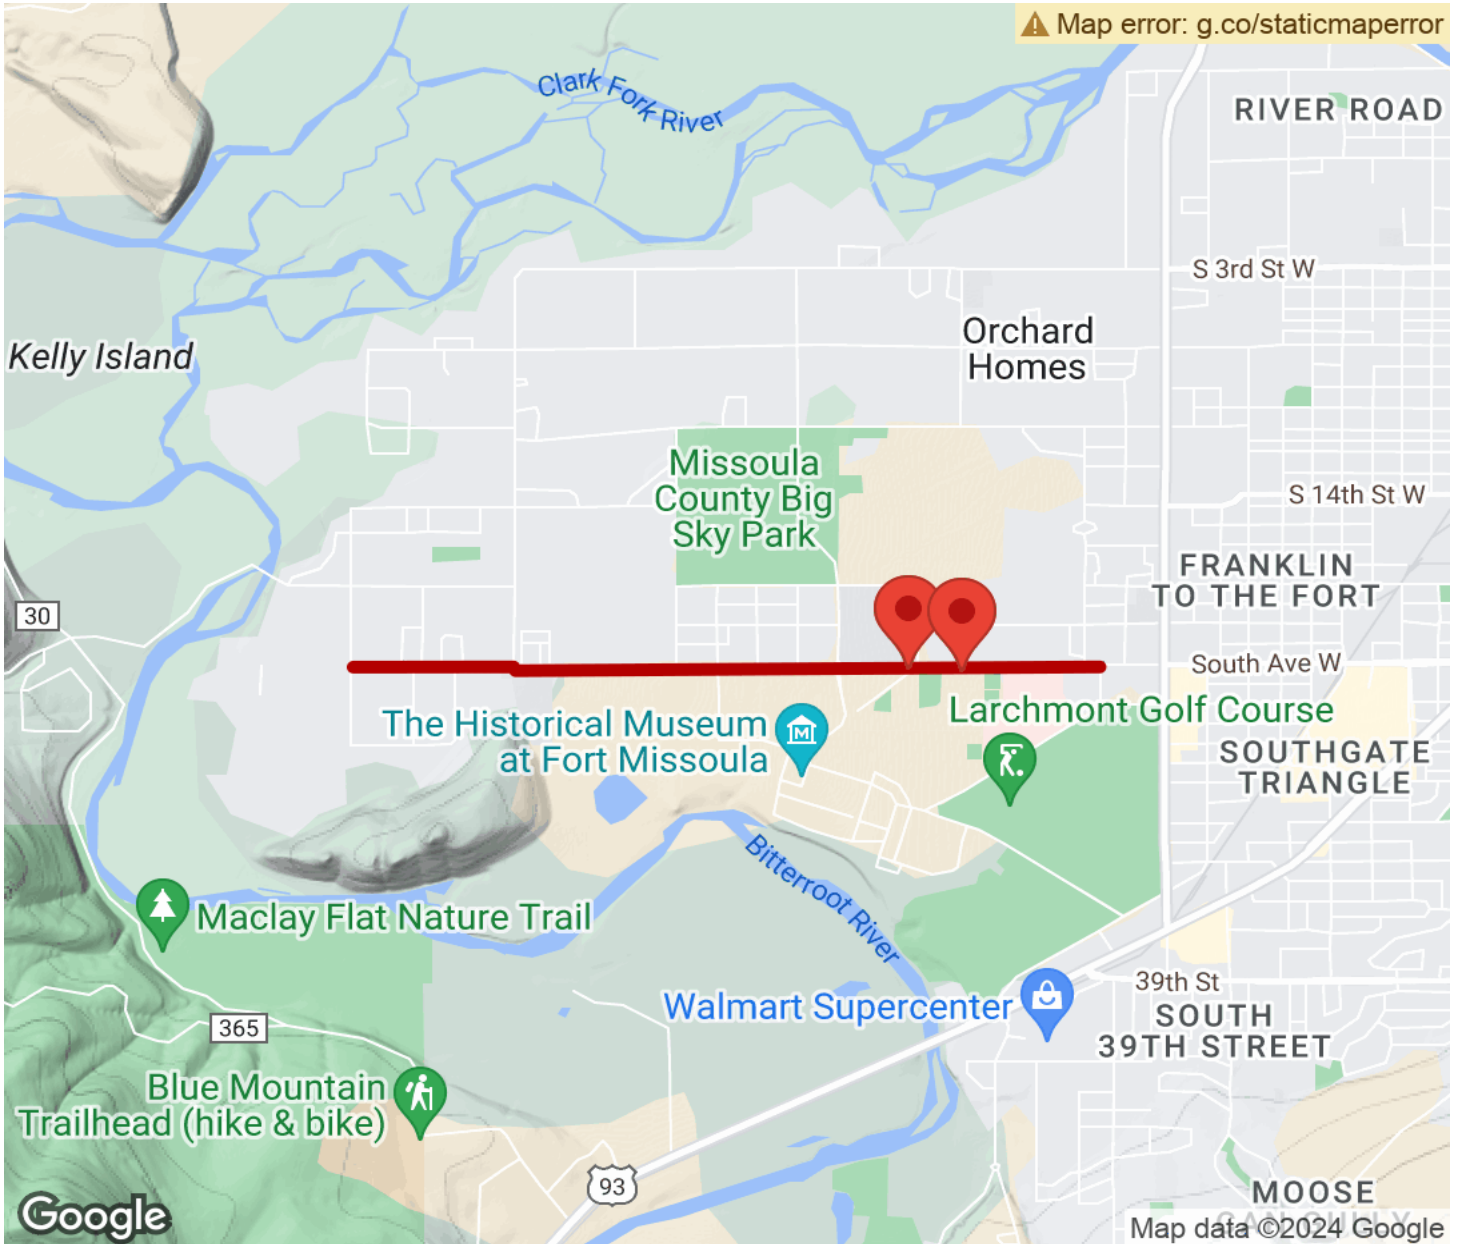 Map error: g.co/staticmaperror
Clark Fork River
RIVER ROAD
S 3rd St W
Orchard
Homes
Kelly Island
Missoula
County Big
Sky Park
S 14th St W
FRANKLIN
TO THE FORT
30
South Ave W
Larchmont Golf Course
The Historical Museum
at Fort Missoula
M
SOUTHGATE
TRIANGLE
Bitterroot River
Maclay Flat Nature Trail
39th St
Walmart Supercenter
SOUTH
39TH STREET
365
Blue Mountain
Trailhead (hike & bike)
93
MOOSE
Google
Map data ©2024 Google